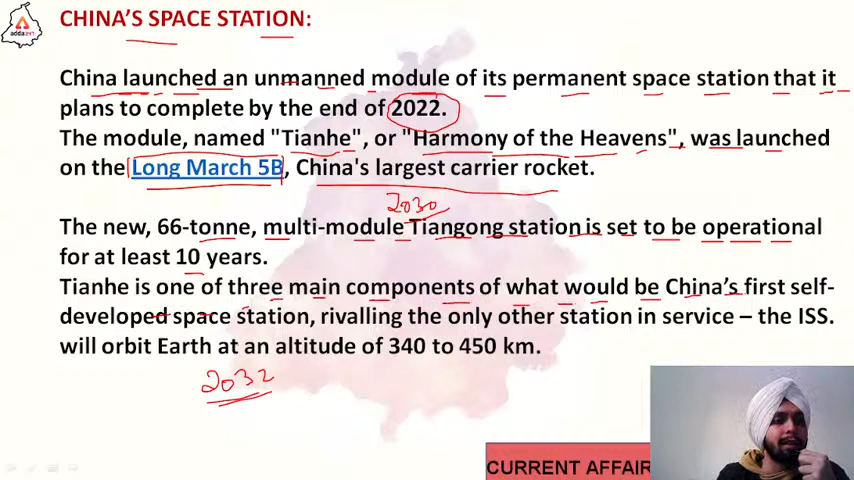 CHINA'S SPACE STATION:
adda247
China launched an unmanned module of its permanent space station that it
plans to complete by the end of 2022.
The module, named "Tianhe", or "Harmony of the Heavens", was launched
on the Long March 5B, China's largest carrier rocket.
2030
The new, 66-tonne, multi-module Tiangong station is set to be operational
for at least 10 years.
Tianhe is one of three main components of what would be China's first self-
developed space station, rivalling the only other station in service – the ISS.
will orbit Earth at an altitude of 340 to 450 km.
2032
CURRENT AFFAIR